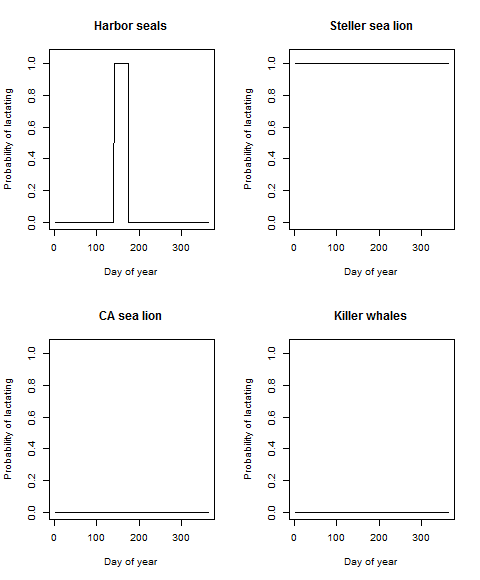 Harbor seals
Probability of lactating
0.0 0.2 0.4 0.6 0.8 1.0
0 100 200 300
Day of year
Steller sea lion
Probability of lactating
0.0 0.2 0.4 0.6 0.8 1.0
0 100 200 300
Day of year
CA sea lion
Probability of lactating
0.0 0.2 0.4 0.6 0.8 1.0
0 100 200 300
Day of year
Killer whales
Probability of lactating
0.0 0.2 0.4 0.6 0.8 1.0
0 100 200 300
Day of year